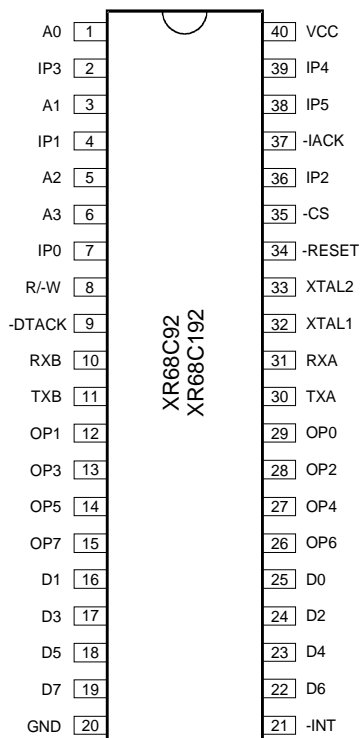 A0 1 40 VCC
IP3 2 39 IP4
A1 3 38 IP5
IP1 4 37 -IACK
A2 5 36 IP2
A3 6 35 -CS
IP0 7 34 -RESET
R/-W 8 33 XTAL2
-DTACK 9 32 XTAL1
RXB 10 31 RXA
TXB 11 30 TXA
OP1 12 29 OP0
OP3 13 28 OP2
OP5 14 27 OP4
OP7 15 26 OP6
D1 16 25 D0
D3 17 24 D2
D5 18 23 D4
D7 19 22 D6
GND 20 21 -INT
XR68C92
XR68C192